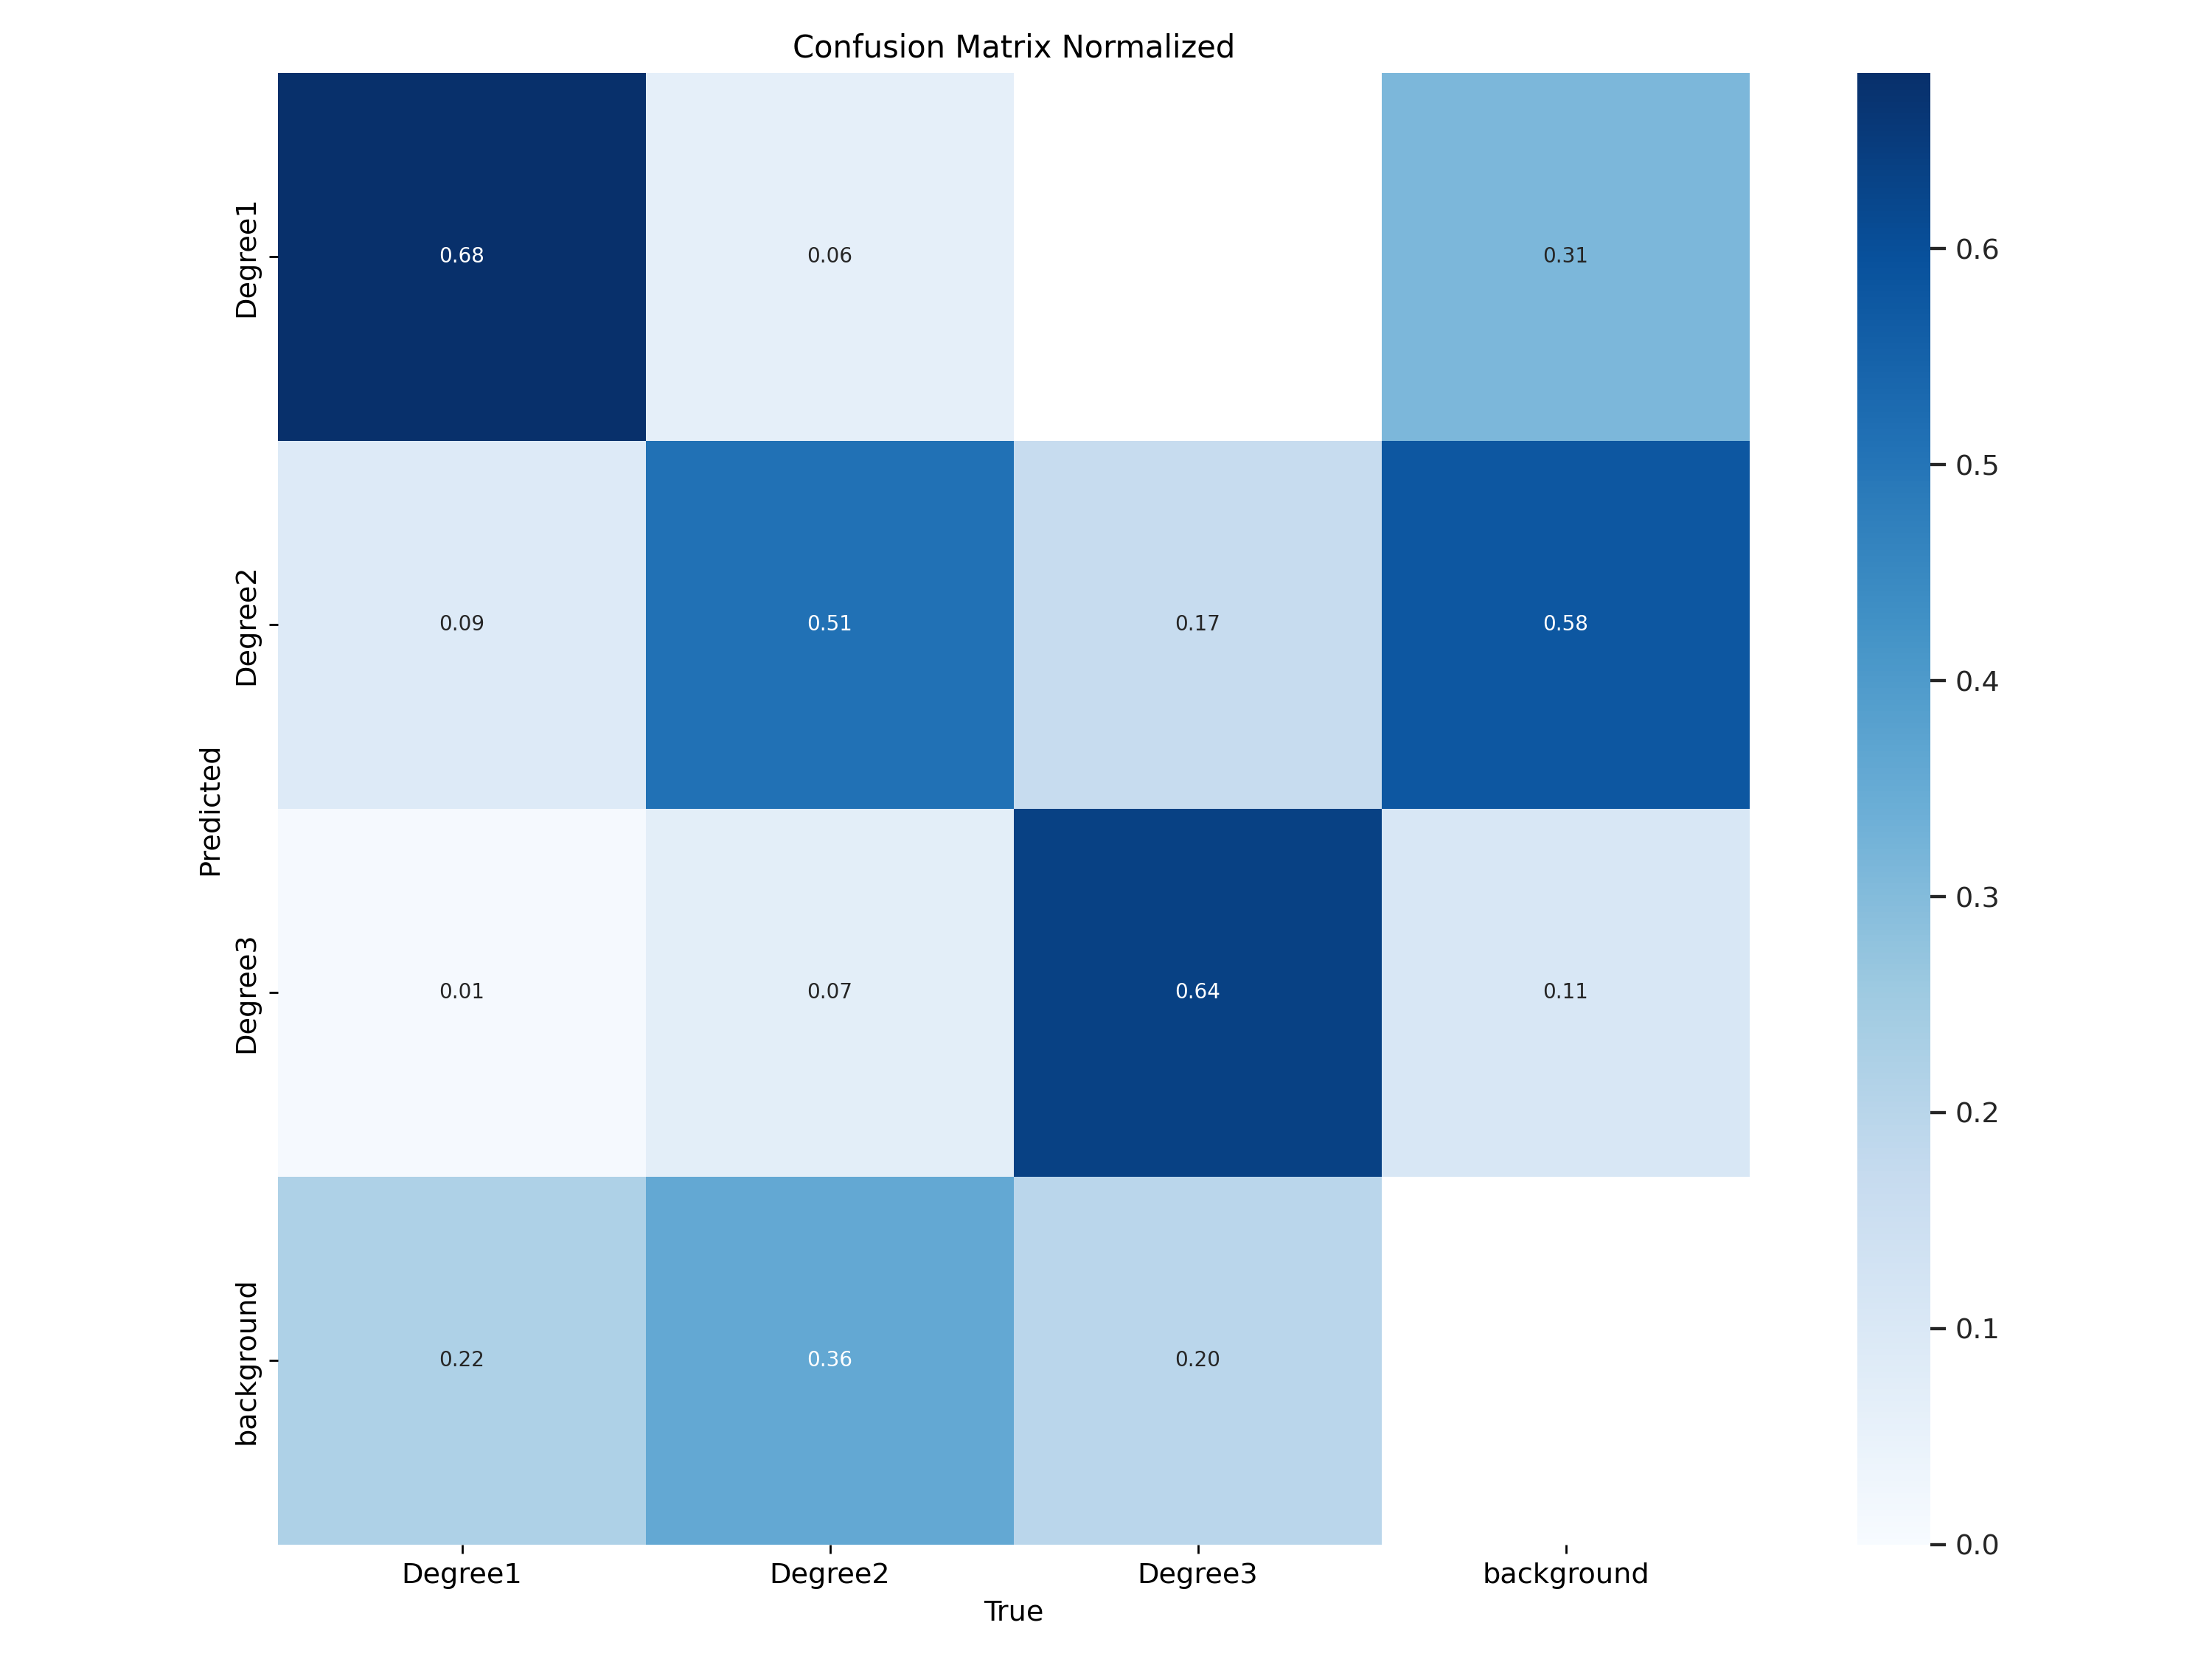 Confusion Matrix Normalized
Degree1
0.68
0.06
0.31
Degree2
0.09
0.51
0.17
0.58
Degree3
0.01
0.07
0.64
0.11
background
0.22
0.36
0.20
Predicted
Degree1
Degree2
Degree3
background
True
0.6
0.5
0.4
0.3
0.2
0.1
0.0